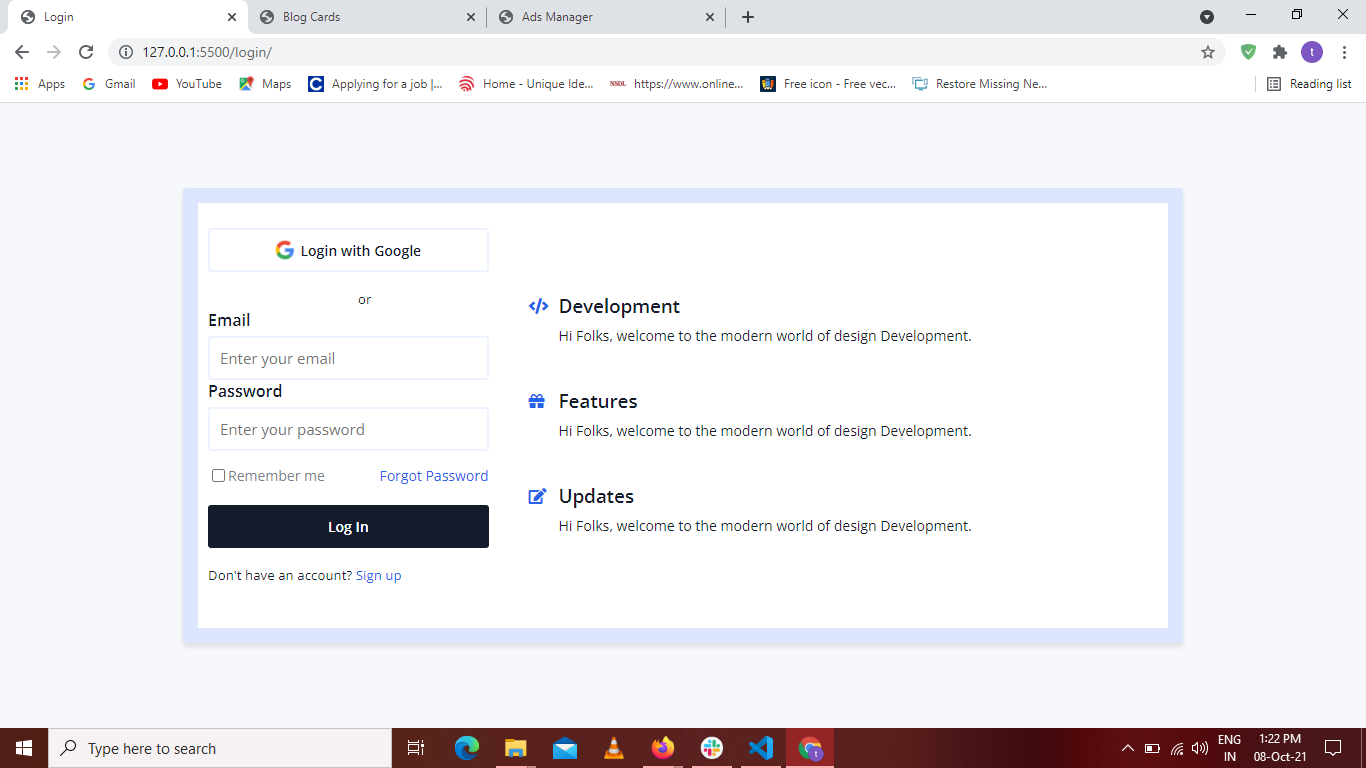 Login
Blog Cards
Ads Manager
127.0.0.1:5500/login/
t
Apps
Gmail
YouTube
Maps
Applying for a job |...
Home - Unique Ide...
NSDL
https://www.online...
Free icon - Free vec...
Restore Missing Ne...
Reading list
Login with Google
or
Email
Enter your email
Password
Enter your password
Remember me
Forgot Password
Log In
Don't have an account? Sign up
Development
Hi Folks, welcome to the modern world of design Development.
Features
Hi Folks, welcome to the modern world of design Development.
Updates
Hi Folks, welcome to the modern world of design Development.
Type here to search
t
ENG
IN
1:22 PM
08-Oct-21